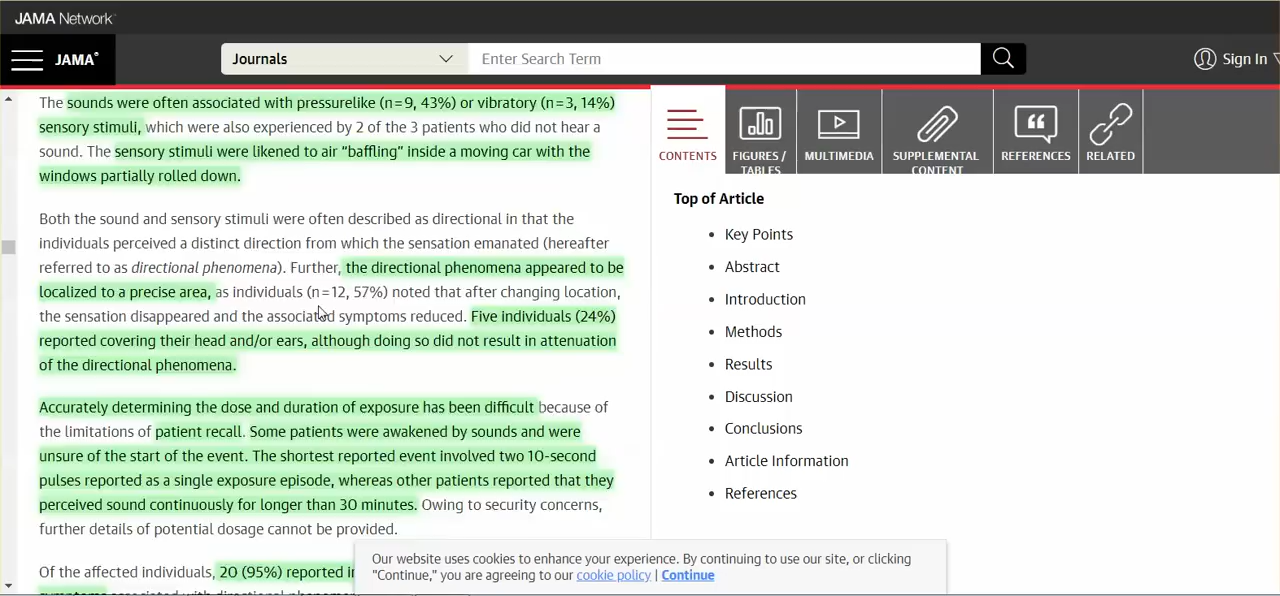 JAMA Network
JAMA
Journals
Enter Search Term
Sign In
The sounds were often associated with pressurelike (n=9, 43%) or vibratory (n=3, 14%)
sensory stimuli, which were also experienced by 2 of the 3 patients who did not hear a
sound. The sensory stimuli were likened to air “baffling” inside a moving car with the
windows partially rolled down.
Both the sound and sensory stimuli were often described as directional in that the
individuals perceived a distinct direction from which the sensation emanated (hereafter
referred to as directional phenomena). Further, the directional phenomena appeared to be
localized to a precise area, as individuals (n=12, 57%) noted that after changing location,
the sensation disappeared and the associated symptoms reduced. Five individuals (24%)
reported covering their head and/or ears, although doing so did not result in attenuation
of the directional phenomena.
Accurately determining the dose and duration of exposure has been difficult because of
the limitations of patient recall. Some patients were awakened by sounds and were
unsure of the start of the event. The shortest reported event involved two 10-second
pulses reported as a single exposure episode, whereas other patients reported that they
perceived sound continuously for longer than 30 minutes. Owing to security concerns,
further details of potential dosage cannot be provided.
Of the affected individuals, 20 (95%) reported
symptoms associated with directional
CONTENTS
FIGURES /
TABLES
MULTIMEDIA
SUPPLEMENTAL
CONTENT
REFERENCES
RELATED
Top of Article
• Key Points
• Abstract
• Introduction
• Methods
• Results
• Discussion
• Conclusions
• Article Information
• References
Our website uses cookies to enhance your experience. By continuing to use our site, or clicking
"Continue," you are agreeing to our cookie policy | Continue